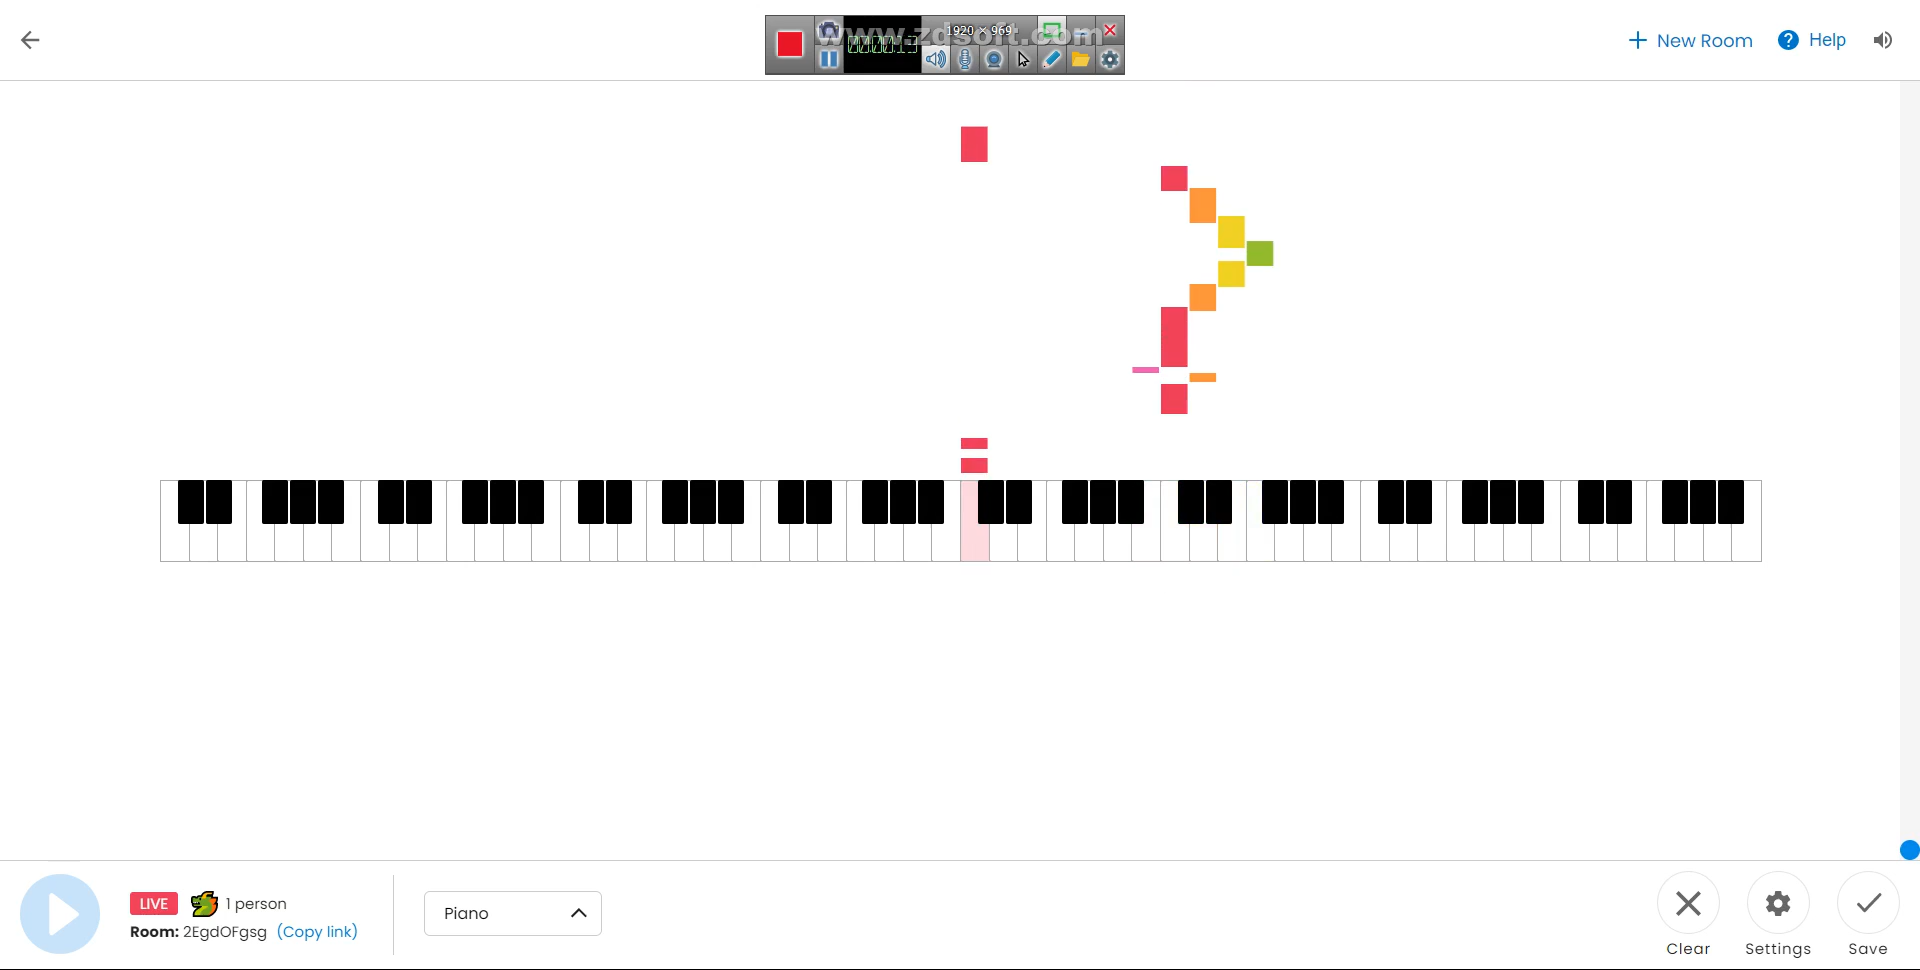 1920 × 969
www.zdsoft.com
New Room
Help
LIVE
1 person
Room: 2EgdOFgsg (Copy link)
Piano
Clear
Settings
Save